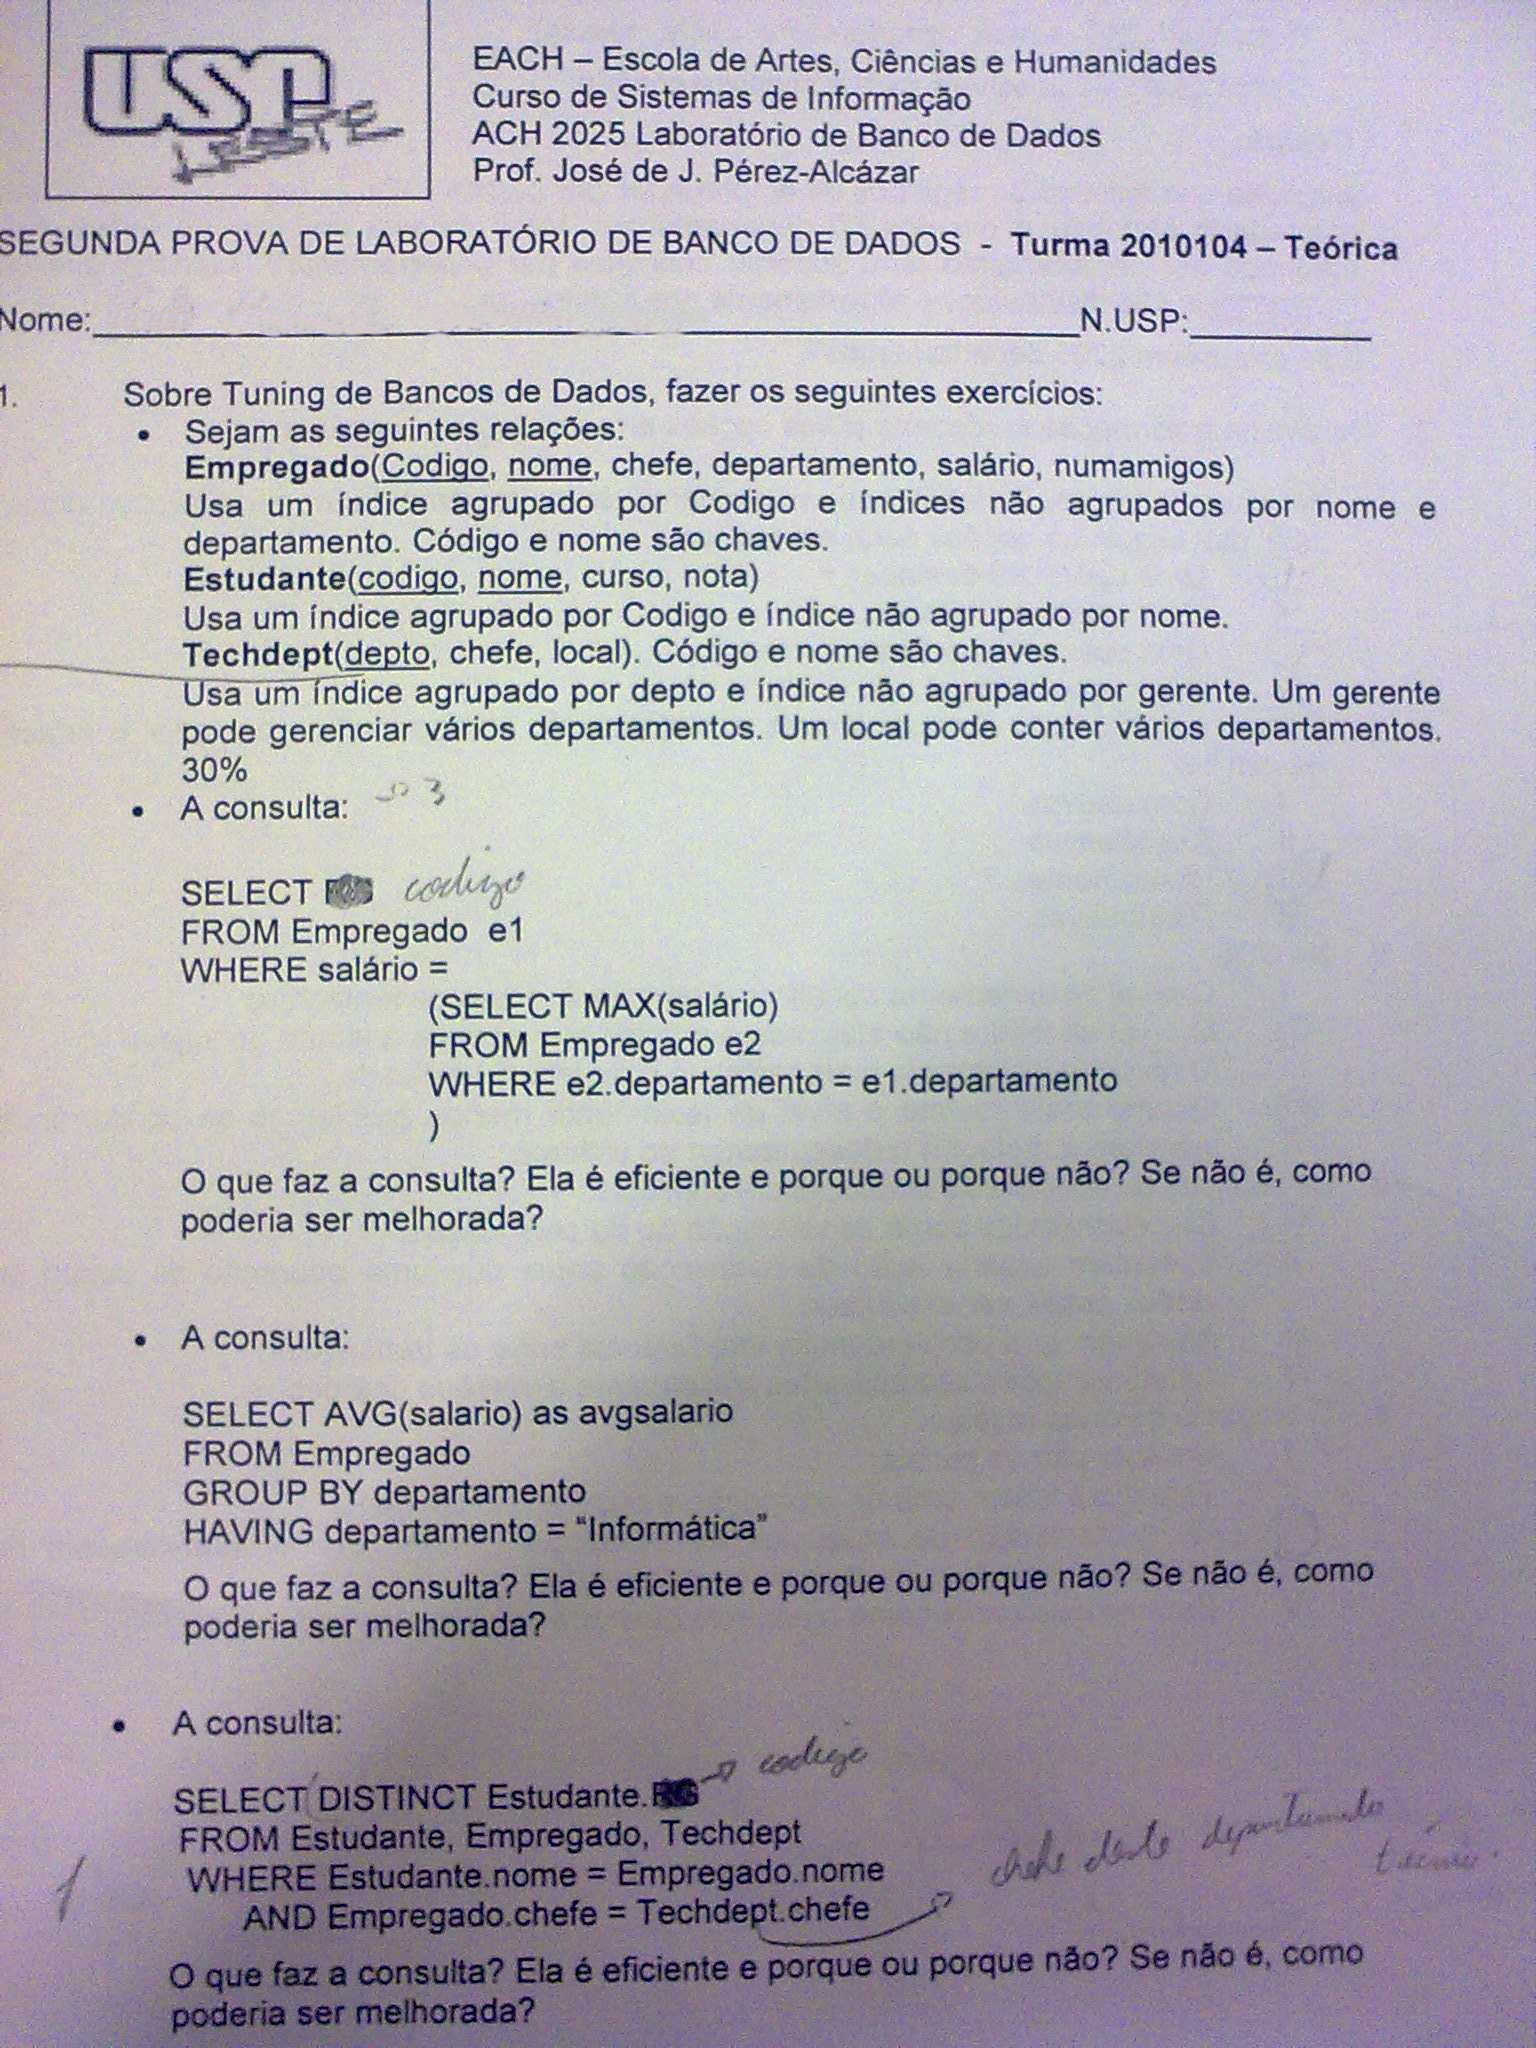 USP
LESTE
EACH – Escola de Artes, Ciências e Humanidades
Curso de Sistemas de Informação
ACH 2025 Laboratório de Banco de Dados
Prof. José de J. Pérez-Alcázar
SEGUNDA PROVA DE LABORATÓRIO DE BANCO DE DADOS - Turma 2010104 – Teórica
Nome: N.USP:
1. Sobre Tuning de Bancos de Dados, fazer os seguintes exercícios:
• Sejam as seguintes relações:
Empregado(Codigo, nome, chefe, departamento, salário, numamigos)
Usa um índice agrupado por Codigo e índices não agrupados por nome e
departamento. Código e nome são chaves.
Estudante(codigo, nome, curso, nota)
Usa um índice agrupado por Codigo e índice não agrupado por nome.
Techdept(depto, chefe, local). Código e nome são chaves.
Usa um índice agrupado por depto e índice não agrupado por gerente. Um gerente
pode gerenciar vários departamentos. Um local pode conter vários departamentos.
30%
• A consulta: 3
SELECT codigo
FROM Empregado e1
WHERE salário =
(SELECT MAX(salário)
FROM Empregado e2
WHERE e2.departamento = e1.departamento
)
O que faz a consulta? Ela é eficiente e porque ou porque não? Se não é, como
poderia ser melhorada?
• A consulta:
SELECT AVG(salario) as avgsalario
FROM Empregado
GROUP BY departamento
HAVING departamento = “Informática”
O que faz a consulta? Ela é eficiente e porque ou porque não? Se não é, como
poderia ser melhorada?
• A consulta:
SELECT DISTINCT Estudante. → codigo
FROM Estudante, Empregado, Techdept
WHERE Estudante.nome = Empregado.nome
AND Empregado.chefe = Techdept.chefe
chefe deste departamento
O que faz a consulta? Ela é eficiente e porque ou porque não? Se não é, como
poderia ser melhorada?